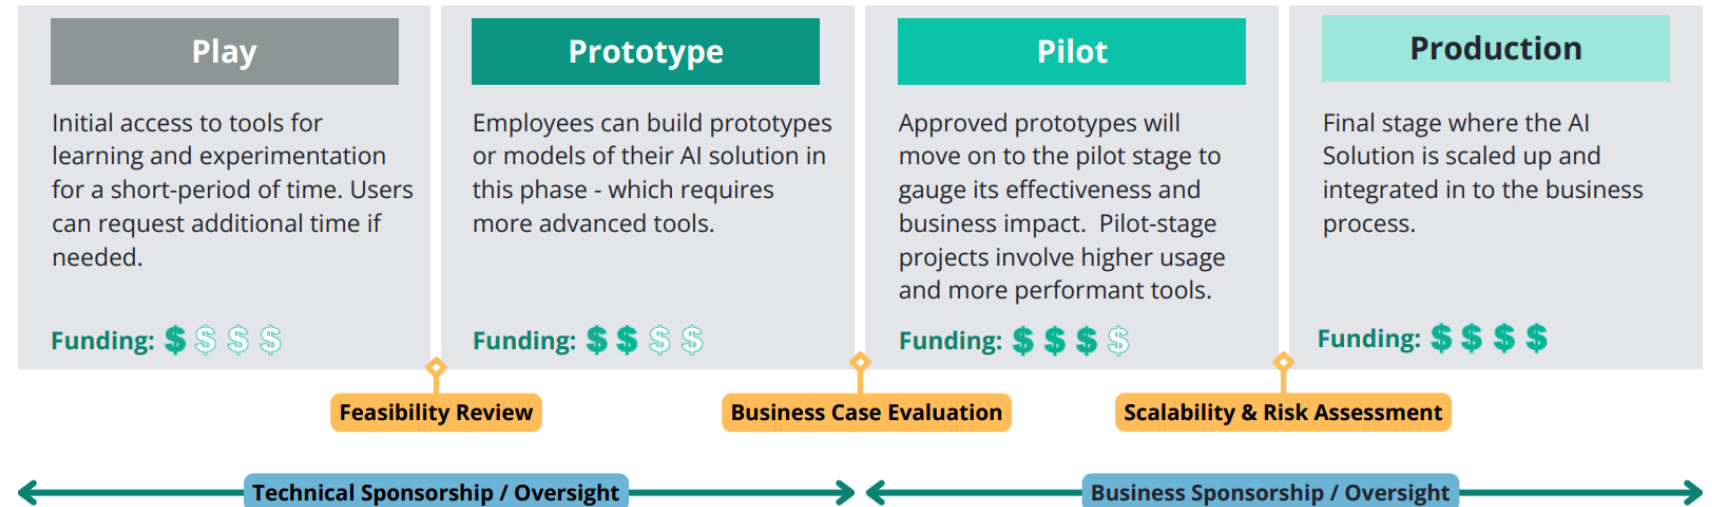 Play
Initial access to tools for
learning and experimentation
for a short-period of time. Users
can request additional time if
needed.
Funding: $ $ $ $
Prototype
Employees can build prototypes
or models of their AI solution in
this phase - which requires
more advanced tools.
Funding: $ $ $ $
Pilot
Approved prototypes will
move on to the pilot stage to
gauge its effectiveness and
business impact.  Pilot-stage
projects involve higher usage
and more performant tools.
Funding: $ $ $ $
Production
Final stage where the AI
Solution is scaled up and
integrated in to the business
process.
Funding: $ $ $ $
Feasibility Review
Business Case Evaluation
Scalability & Risk Assessment
Technical Sponsorship / Oversight
Business Sponsorship / Oversight